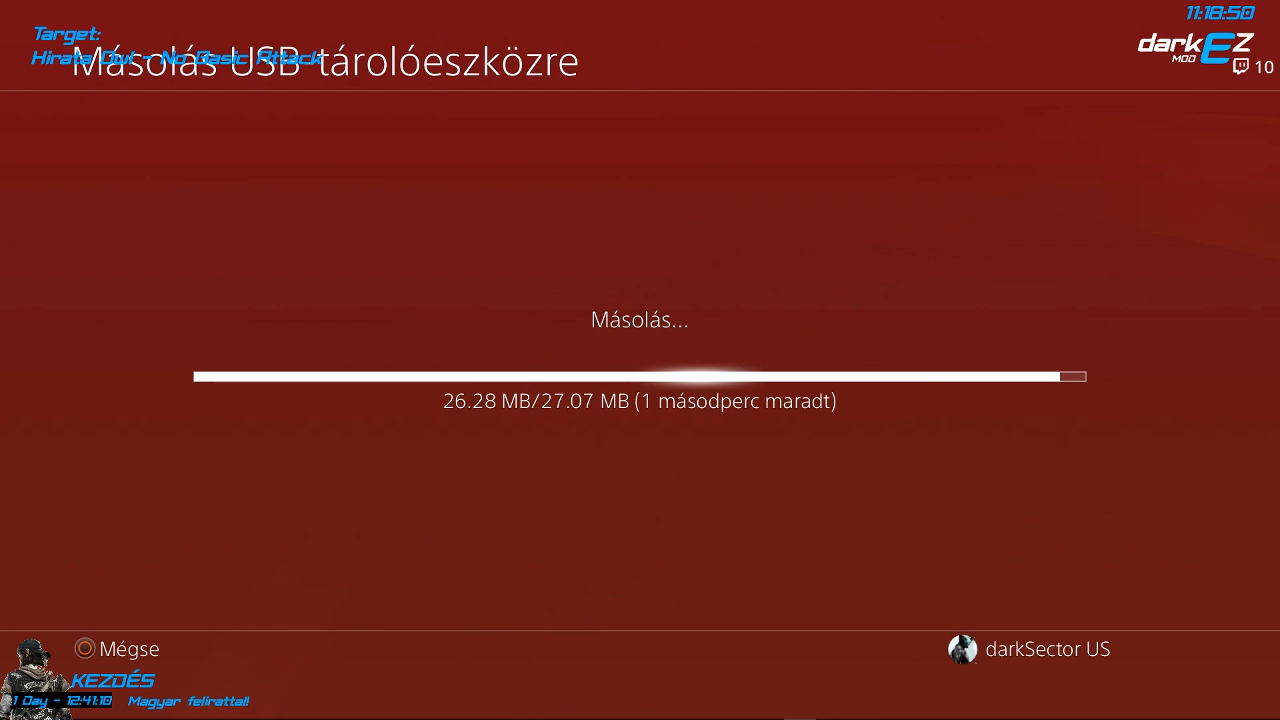 Target:
Hirata Owl - No Basic Attack
Másolás USB-tárolóeszközre
11:18:50
darkEZ
MOD
10
Másolás...
26.28 MB/27.07 MB (1 másodperc maradt)
Mégse
darkSector US
KEZDÉS
1 Day - 12:41:10 Magyar felirattal!